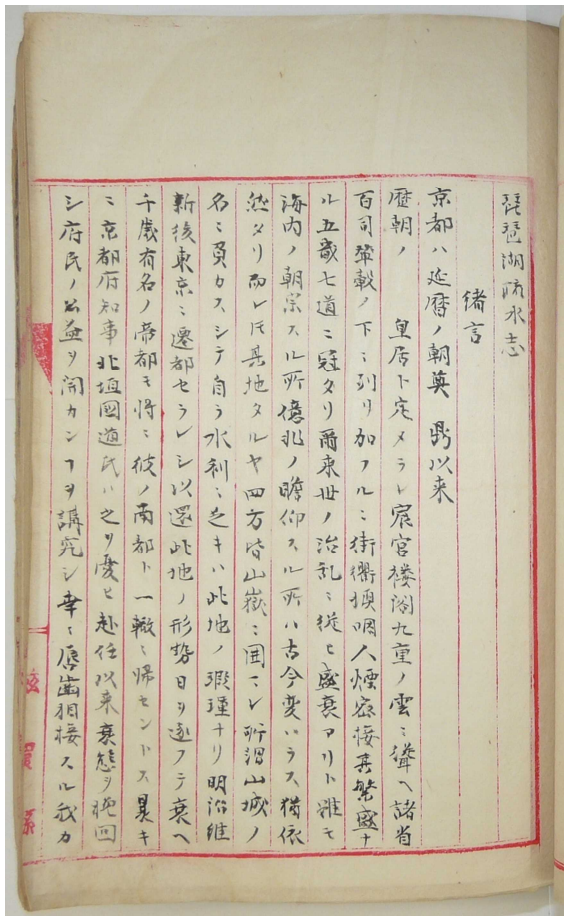 琵琶湖疏水志
緒言
京都ハ延暦ノ朝奠鼎以来
歴朝ノ　皇居ト定メラレ宸宮楼閣九重ノ雲ニ聳ヘ諸省
百司輦轂ノ下ニ列リ加フルニ街衢煥咽人煙密接其繁盛ナ
ル五畿七道ニ冠タリ爾来世ノ治乱ニ従ヒ盛衰アリト雖モ
海内ノ朝宗スル所億兆ノ瞻仰スル所ハ古今変ハラス猶依
然タリ而レ𪜈其地タルヤ四方皆山嶽ニ囲マレ所謂山城ノ
名ニ負カスシテ自ラ水利ニ乏キハ此地ノ瑕瑾ナリ明治維
新後東京ニ遷都セラレシ以還此地ノ形勢日ヲ逐フテ衰ヘ
千歳有名ノ帝都モ将ニ彼ノ南都ト一轍ニ帰セントス曩キ
ニ京都府知事北垣國道氏ハ之ヲ憂ヒ赴任以来衰態ヲ挽回
シ府民ノ公益ヲ開カンヿヲ講究シ幸ニ唇歯相接スル我カ